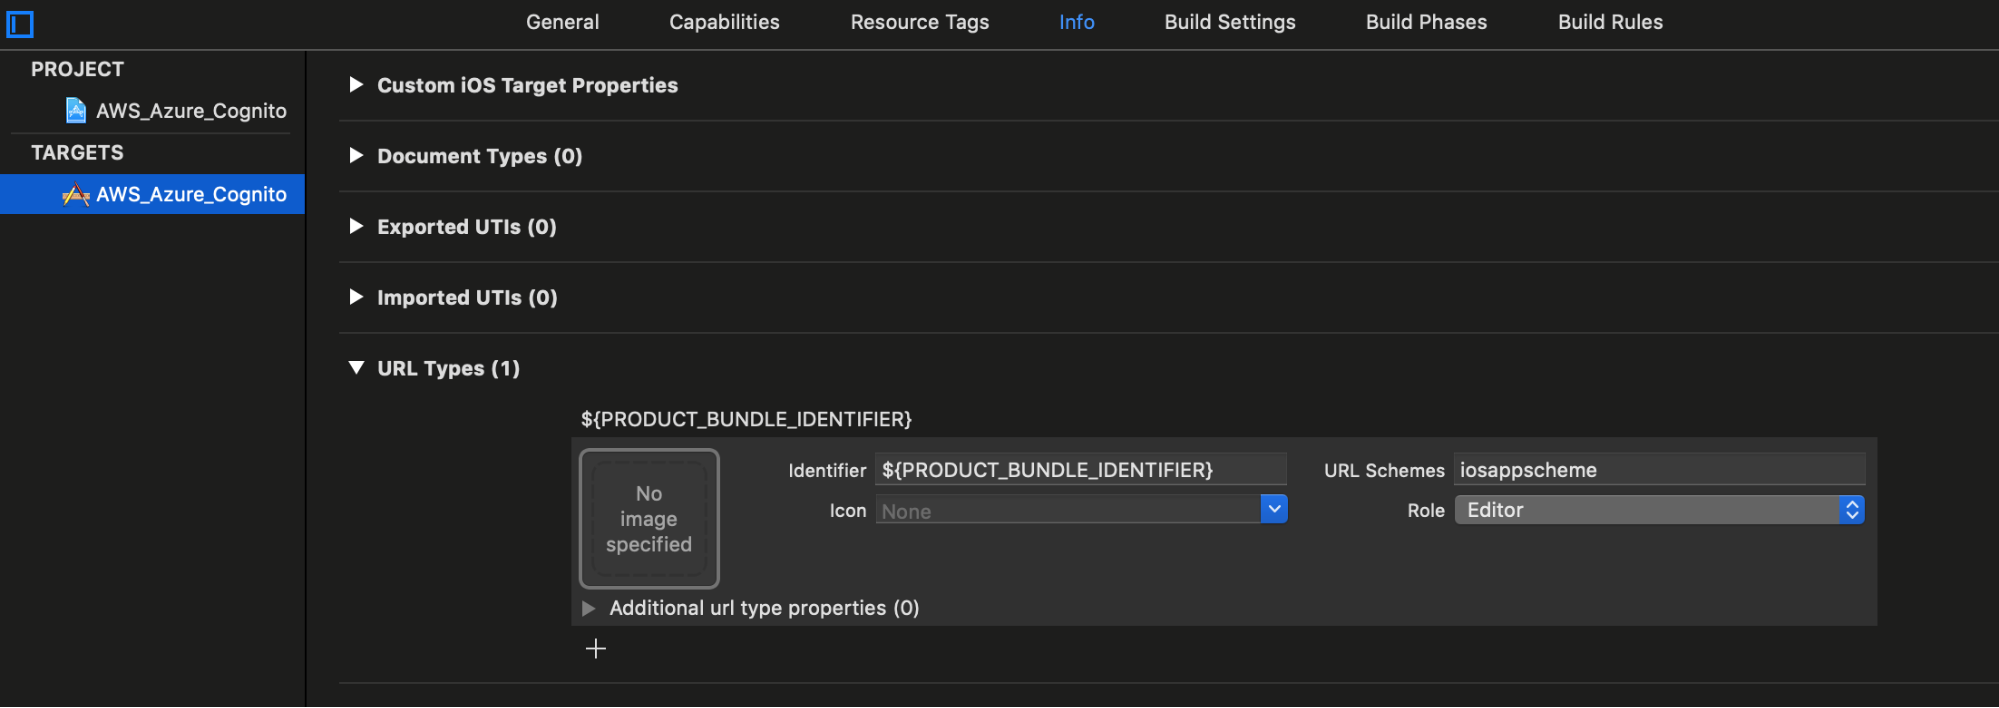 General Capabilities Resource Tags Info Build Settings Build Phases Build Rules
PROJECT
AWS_Azure_Cognito
TARGETS
AWS_Azure_Cognito
Custom iOS Target Properties
Document Types (0)
Exported UTIs (0)
Imported UTIs (0)
URL Types (1)
${PRODUCT_BUNDLE_IDENTIFIER}
No
image
specified
Identifier ${PRODUCT_BUNDLE_IDENTIFIER} URL Schemes iosappscheme
Icon None Role Editor
Additional url type properties (0)